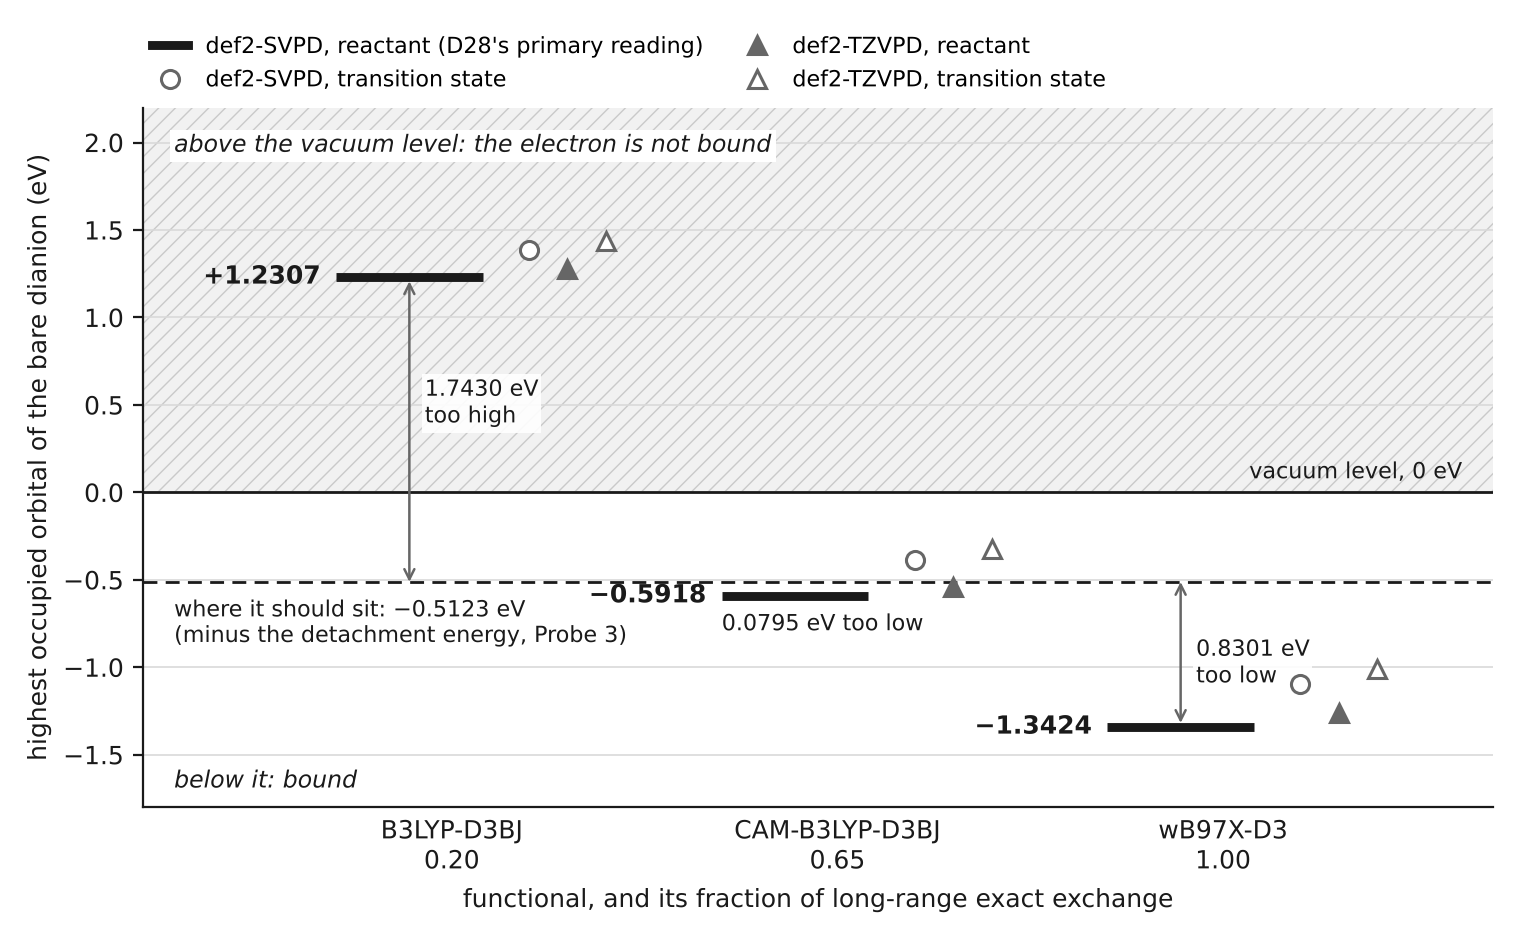 def2-SVPD, reactant (D28's primary reading)
def2-SVPD, transition state
def2-TZVPD, reactant
def2-TZVPD, transition state
highest occupied orbital of the bare dianion (eV)
2.0
1.5
1.0
0.5
0.0
−0.5
−1.0
−1.5
above the vacuum level: the electron is not bound
+1.2307
1.7430 eV
too high
vacuum level, 0 eV
−0.5918
where it should sit: −0.5123 eV
(minus the detachment energy, Probe 3)
0.0795 eV too low
0.8301 eV
too low
−1.3424
below it: bound
B3LYP-D3BJ
0.20
CAM-B3LYP-D3BJ
0.65
wB97X-D3
1.00
functional, and its fraction of long-range exact exchange